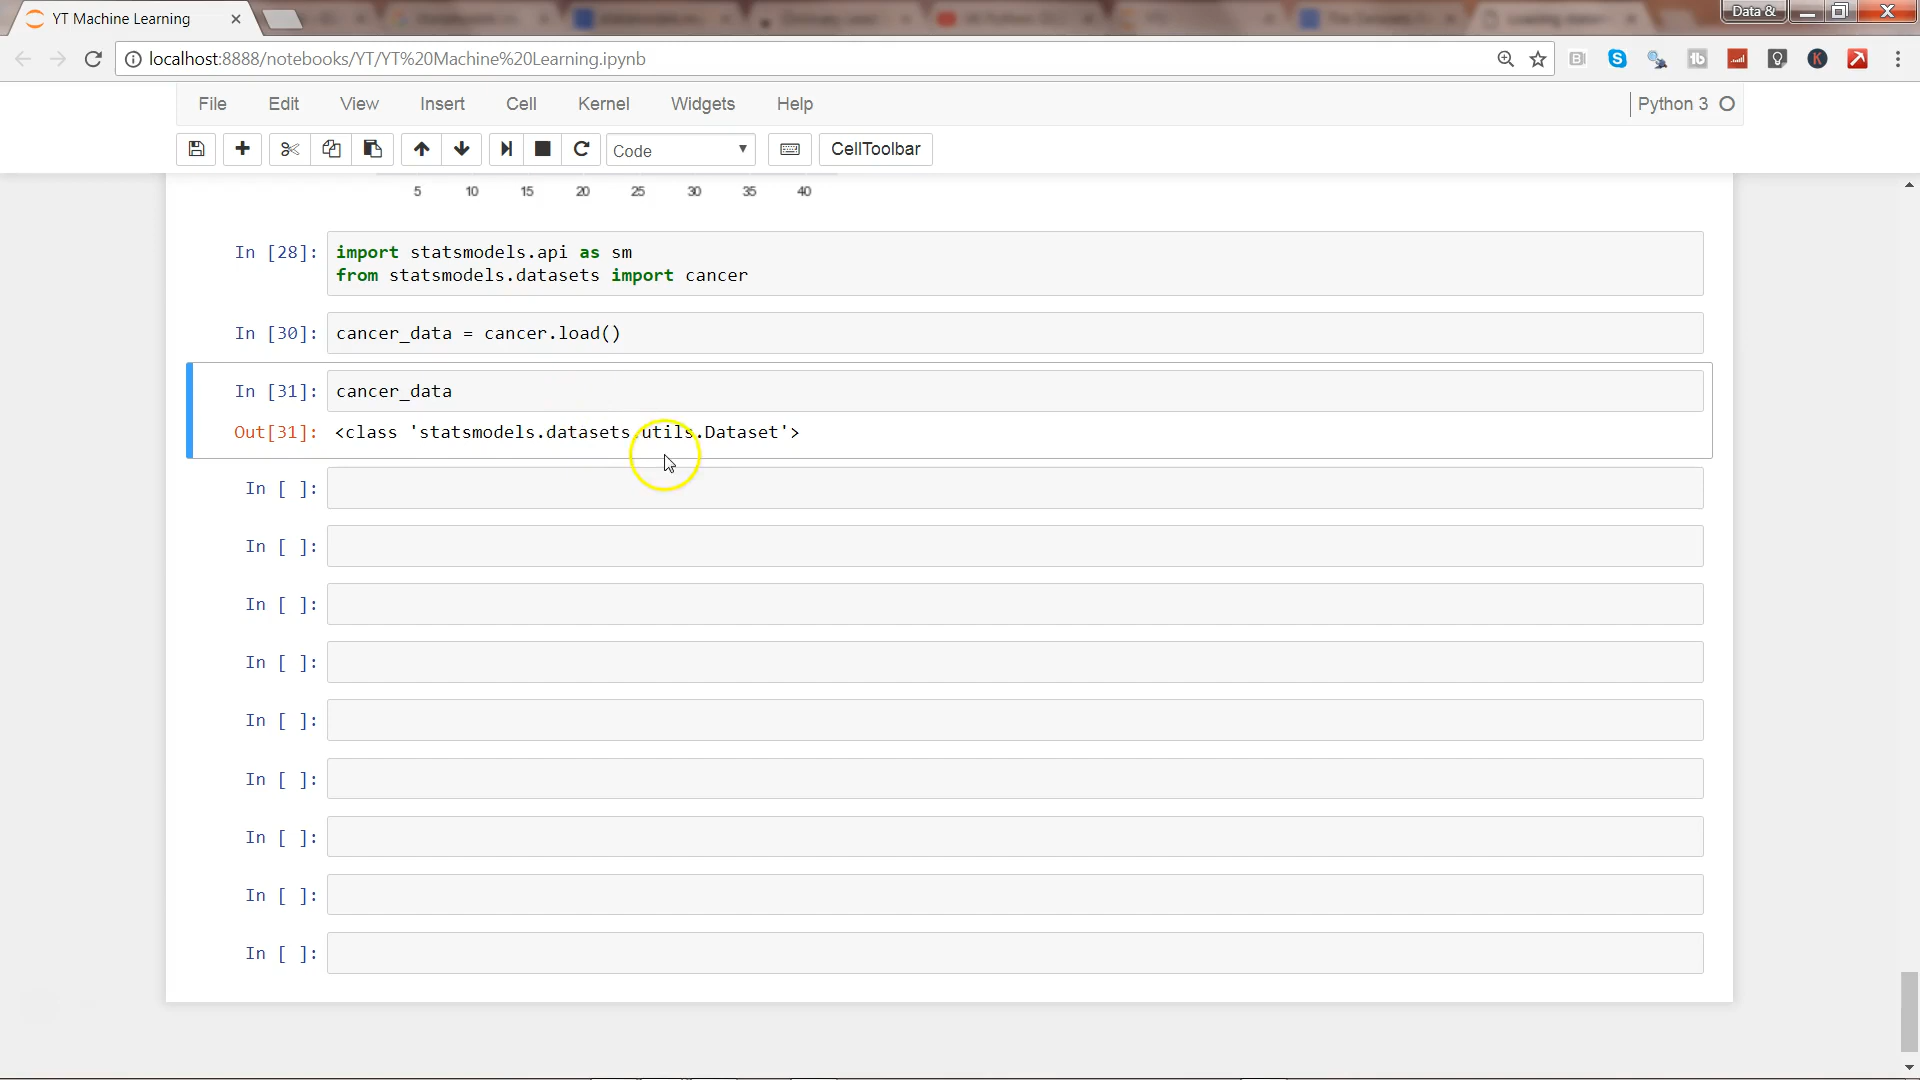 YT Machine Learning
Data &
localhost:8888/notebooks/YT/YT%20Machine%20Learning.ipynb
File Edit View Insert Cell Kernel Widgets Help
Python 3
Code
CellToolbar
5 10 15 20 25 30 35 40
In [28]: import statsmodels.api as sm
from statsmodels.datasets import cancer
In [30]: cancer_data = cancer.load()
In [31]: cancer_data
Out[31]: <class 'statsmodels.datasets.utils.Dataset'>
In [ ]:
In [ ]:
In [ ]:
In [ ]:
In [ ]:
In [ ]:
In [ ]:
In [ ]:
In [ ]: